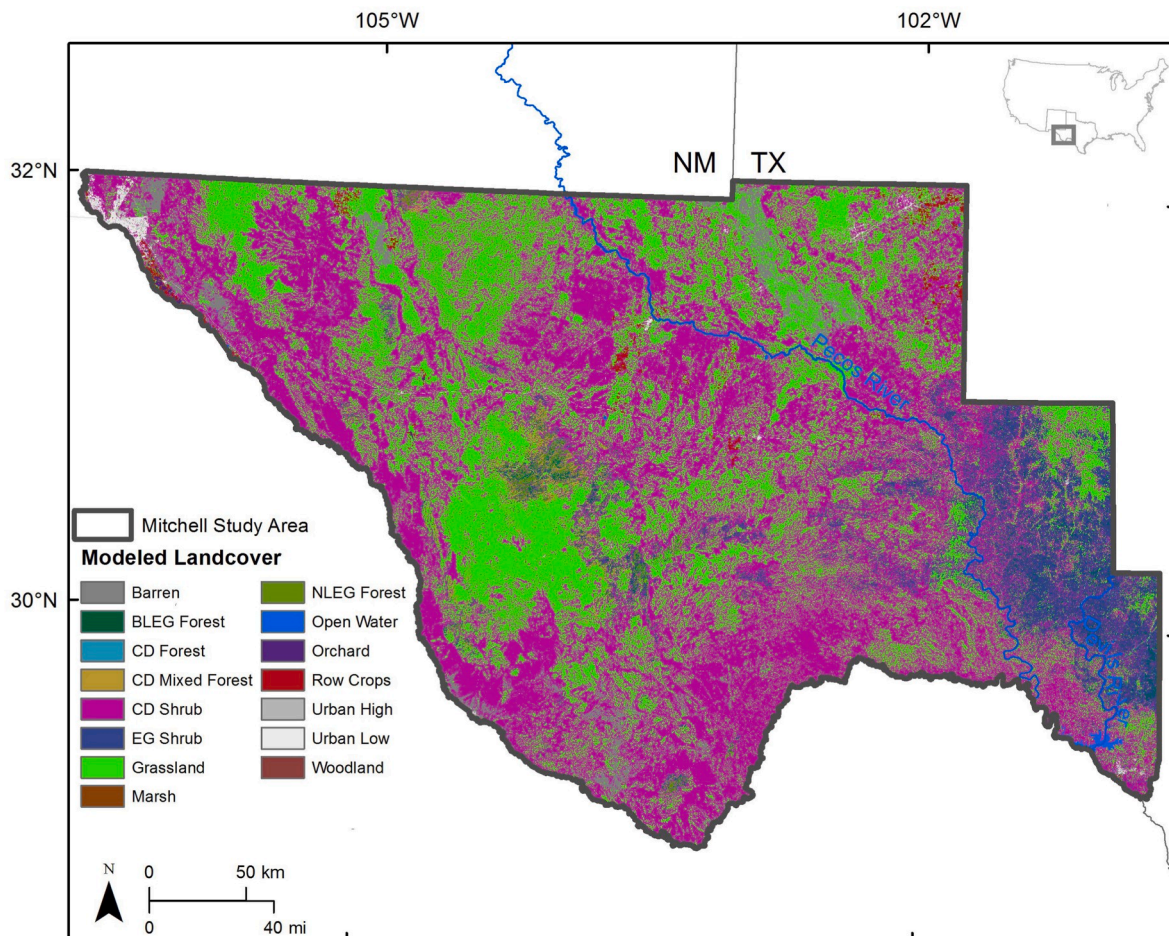 105°W
102°W
32°N
NM
TX
Pecos River
Mitchell Study Area
Modeled Landcover
Barren
BLEG Forest
CD Forest
CD Mixed Forest
CD Shrub
EG Shrub
Grassland
Marsh
NLEG Forest
Open Water
Orchard
Row Crops
Urban High
Urban Low
Woodland
30°N
N
0
50 km
0
40 mi